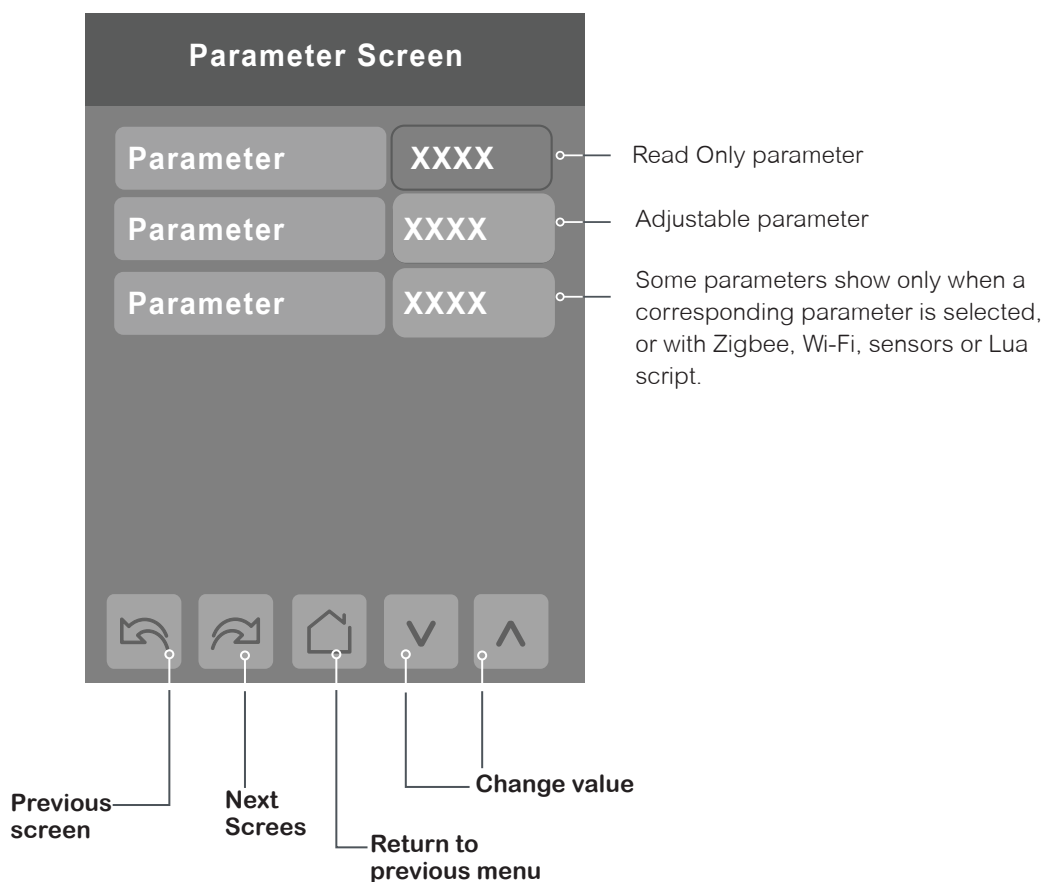 Parameter Screen
Parameter XXXX
Read Only parameter
Parameter XXXX
Adjustable parameter
Parameter XXXX
Some parameters show only when a
corresponding parameter is selected,
or with Zigbee, Wi-Fi, sensors or Lua
script.
Previous
screen
Next
Screes
Return to
previous menu
Change value